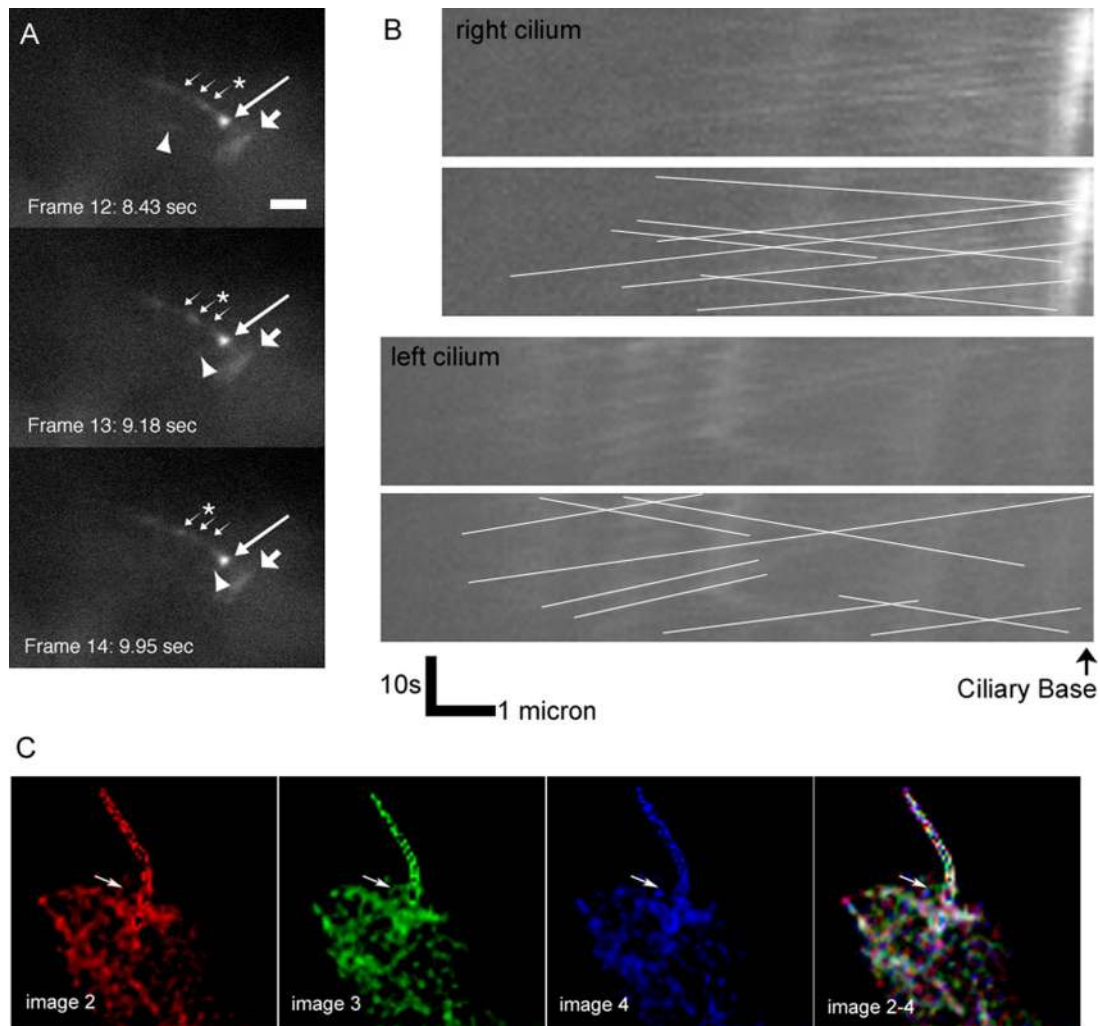 A
*
Frame 12: 8.43 sec
*
Frame 13: 9.18 sec
*
Frame 14: 9.95 sec
B
right cilium
left cilium
10s
1 micron
Ciliary Base
C
image 2
image 3
image 4
image 2-4